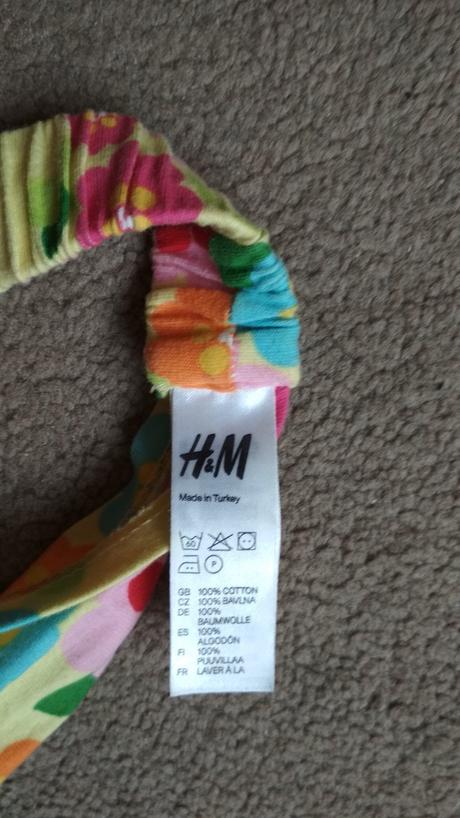 H&M
Made in Turkey
60
P
GB 100% COTTON
CZ 100% BAVLNA
DE 100%
BAUMWOLLE
ES 100%
ALGODÓN
FI 100%
PUUVILLAA
FR LAVER À LA